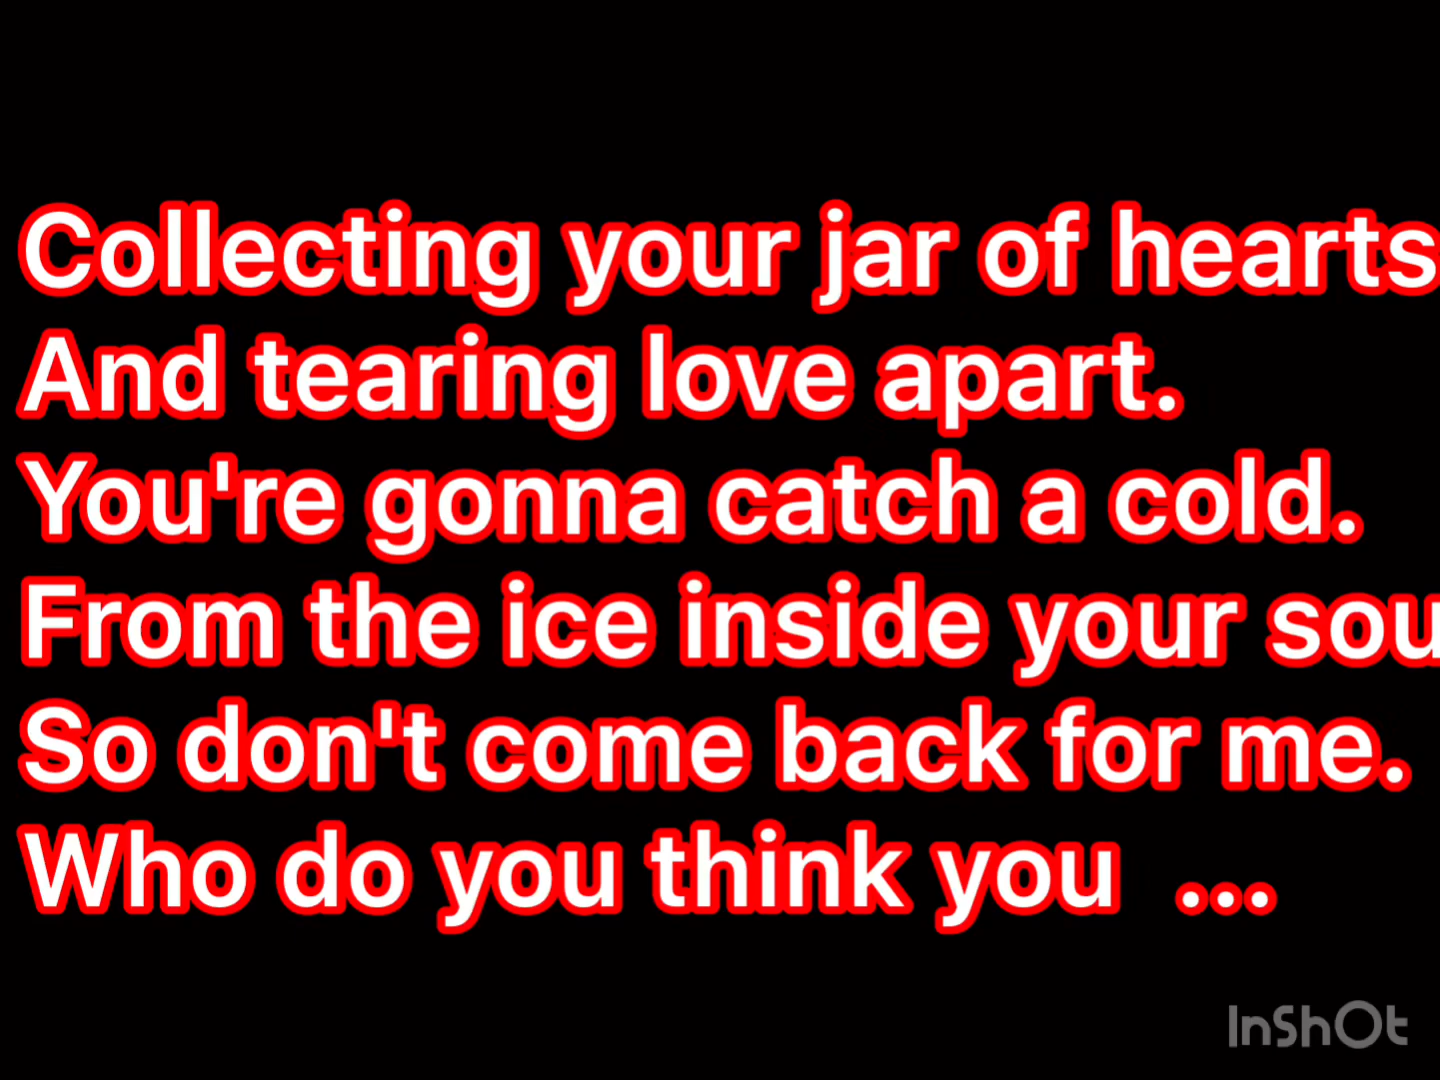 Collecting your jar of hearts
And tearing love apart.
You're gonna catch a cold.
From the ice inside your sou
So don't come back for me.
Who do you think you ...
InShOt